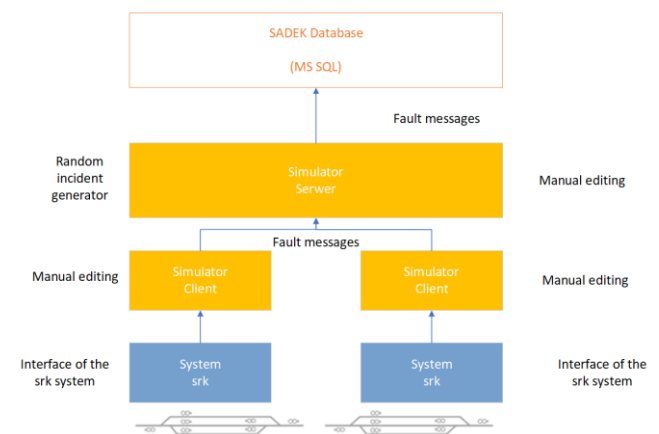 SADEK Database
(MS SQL)
Fault messages
Random
incident
generator
Simulator
Serwer
Manual editing
Fault messages
Manual editing
Simulator
Client
Simulator
Client
Manual editing
Interface of the
srk system
System
srk
System
srk
Interface of the
srk system